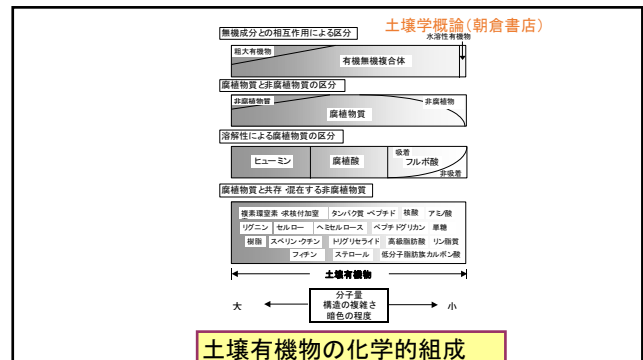 土壌学概論(朝倉書店)
無機成分との相互作用による区分
水溶性有機物
粗大有機物
有機無機複合体
腐植物質と非腐植物質の区分
非腐植物質
非腐植物
腐植物質
溶解性による腐植物質の区分
ヒューミン
腐植酸
吸着
フルボ酸
非吸着
腐植物質と共存・混在する非腐植物質
複素環窒素・求核付加窒 タンパク質・ペプチド 核酸 アミノ酸
リグニン セルロー ヘミセルロース ペプチドグリカン 単糖
樹脂 スベリン・クチン トリグリセライド 高級脂肪酸 リン脂質
フィチン ステロール 低分子脂肪族カルボン酸
土壌有機物
大
分子量
構造の複雑さ
暗色の程度
小
土壌有機物の化学的組成